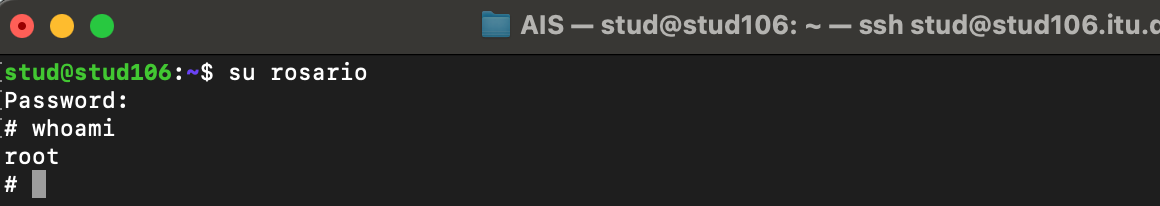 AIS — stud@stud106: ~ — ssh stud@stud106.itu.
stud@stud106:~$ su rosario
Password:
# whoami
root
#